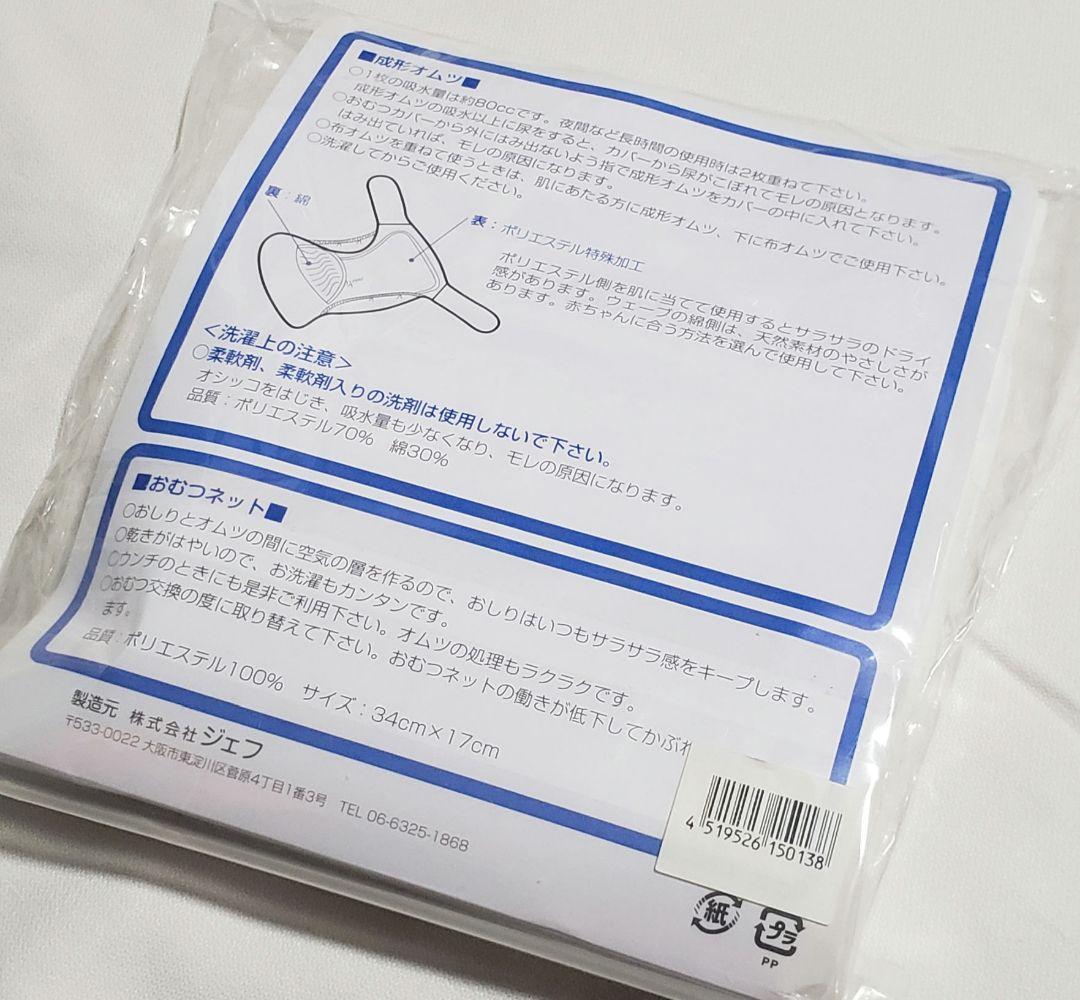 ■成形オムツ■
○1枚の吸水量は約80ccです。夜間など長時間の使用時は2枚重ねて下さい。
成形オムツの吸水以上に尿をすると、カバーから尿がこぼれてモレの原因となります。
○おむつカバーから外にはみ出ないよう指で成形オムツをカバーの中に入れて下さい。
はみ出ていれば、モレの原因になります。
○布オムツを重ねて使うときは、肌にあたる方に成形オムツ、下に布オムツでご使用下さい。
○洗濯してからご使用ください。
裏：綿
表：ポリエステル特殊加工
ポリエステル側を肌に当てて使用するとサラサラのドライ
感があります。ウェーブの綿側は、天然素材のやさしさが
あります。赤ちゃんに合う方法を選んで使用して下さい。
＜洗濯上の注意＞
○柔軟剤、柔軟剤入りの洗剤は使用しないで下さい。
オシッコをはじき、吸水量も少なくなり、モレの原因になります。
品質：ポリエステル70%　綿30%
■おむつネット■
○おしりとオムツの間に空気の層を作るので、おしりはいつもサラサラ感をキープします。
○乾きがはやいので、お洗濯もカンタンです。
○ウンチのときにも是非ご利用下さい。オムツの処理もラクラクです。
○おむつ交換の度に取り替えて下さい。おむつネットの働きが低下してかぶれ
ます。
品質：ポリエステル100%　サイズ：34cm×17cm
製造元 株式会社 ジェフ
〒533-0022 大阪市東淀川区菅原4丁目1番3号　TEL 06-6325-1868
4 519526 150138
紙
プラ
PP